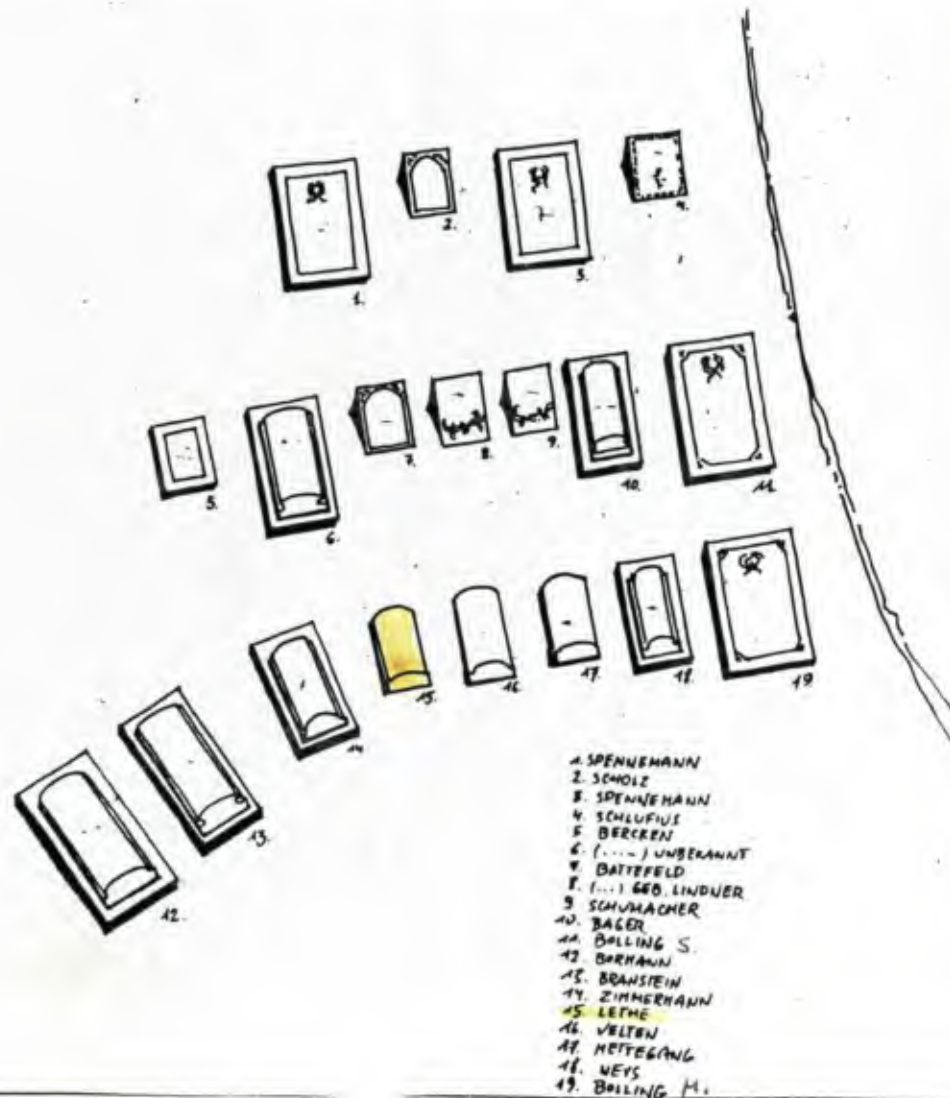 1.
2.
3.
4.
5.
6.
7.
8.
9.
10.
11.
12.
13.
14
15.
16.
17.
18.
19.
1. SPENNEMANN
2. SCHOLZ
3. SPENNEMANN
4. SCHLUFIUS
5 BERCKEN
6. (....-) UNBEKANNT
7. BATTEFELD
8. (...) GEB. LINDNER
9 SCHUMACHER
10. BAGER
11. BOLLING S.
12. BORMANN
13. BRANSTEIN
14. ZIMMERMANN
15. LETHE
16. VELTEN
17. METTEGANG
18. WEYS
19. BOLLING H.